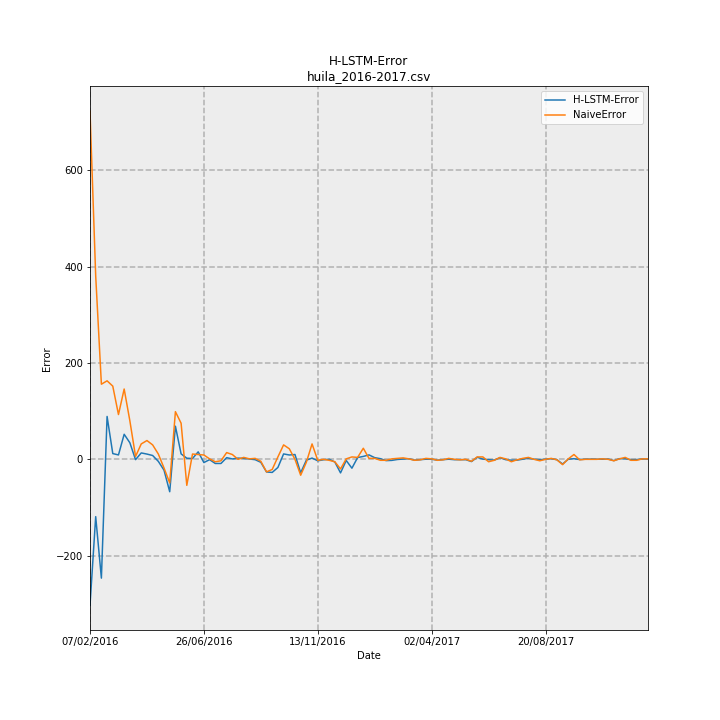 H-LSTM-Error
huila_2016-2017.csv
H-LSTM-Error
NaiveError
Error
600
400
200
0
−200
07/02/2016 26/06/2016 13/11/2016 02/04/2017 20/08/2017
Date